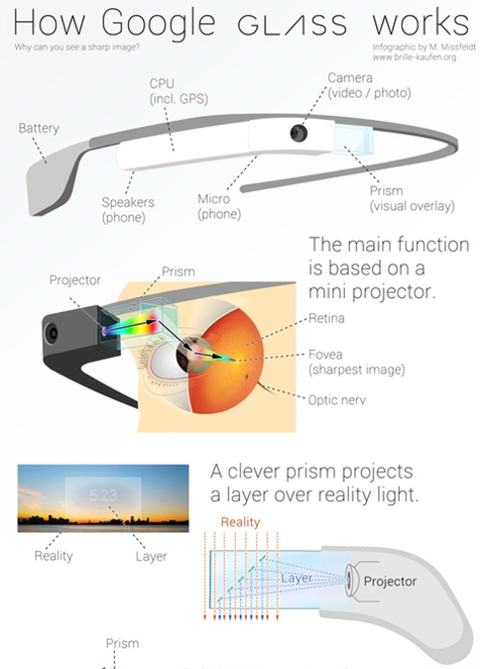 How Google GLASS works
Why can you see a sharp image?
Infographic by M. Missfeldt
www.brille-kaufen.org
Camera
(video / photo)
CPU
(incl. GPS)
Battery
Speakers
(phone)
Micro
(phone)
Prism
(visual overlay)
The main function
is based on a
mini projector.
Projector
Prism
Retina
Fovea
(sharpest image)
Optic nerv
A clever prism projects
a layer over reality light.
5:23
Reality
Layer
Reality
Layer
Projector
Prism